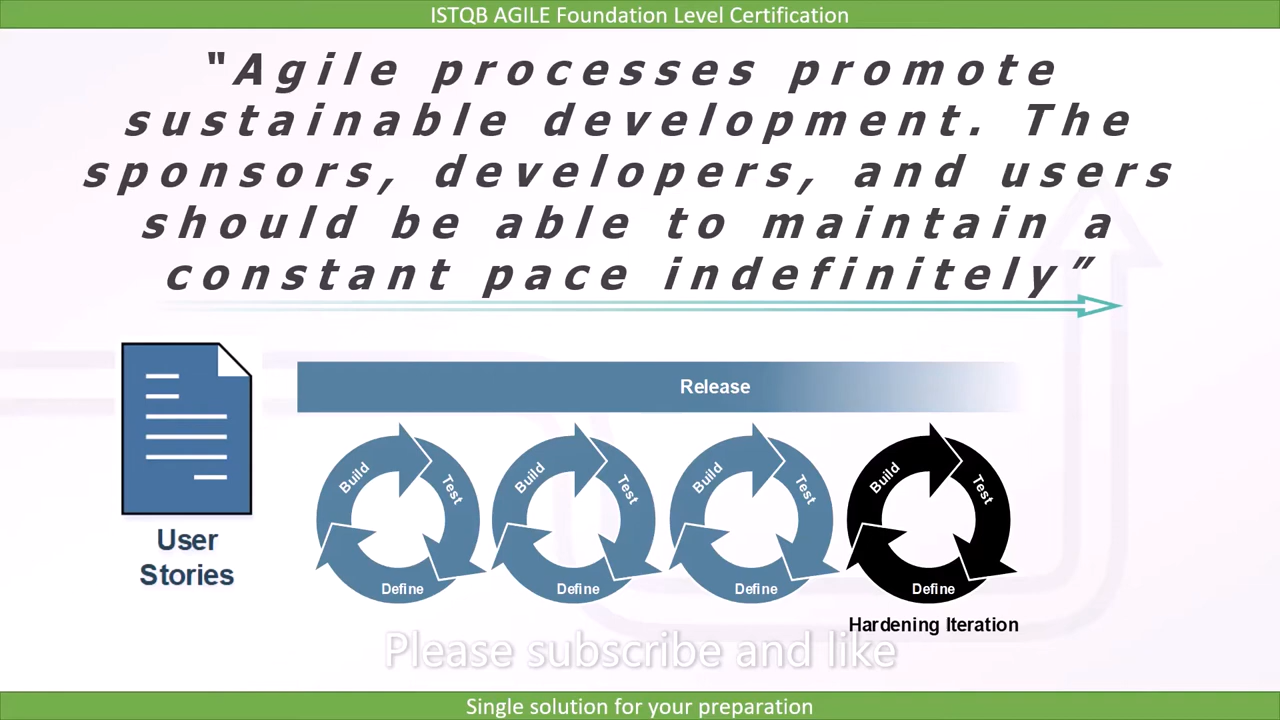 ISTQB AGILE Foundation Level Certification
"Agile processes promote
sustainable development. The
sponsors, developers, and users
should be able to maintain a
constant pace indefinitely”
User
Stories
Release
Build
Test
Define
Build
Test
Define
Build
Test
Define
Build
Test
Define
Hardening Iteration
Please subscribe and like
Single solution for your preparation